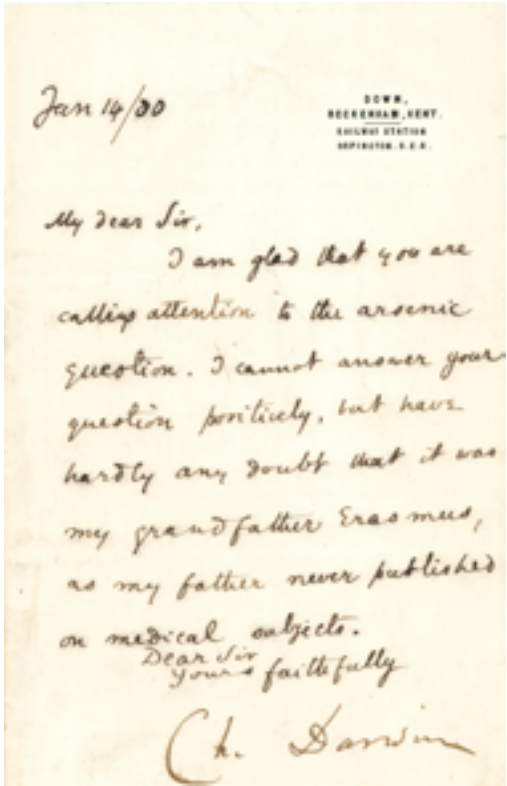 Jan 14/80
DOWN,
BECKENHAM, KENT.
RAILWAY STATION
ORPINGTON. S.E.R.
My dear Sir,
I am glad that you are
calling attention to the arsenic
question. I cannot answer your
question positively, but have
hardly any doubt that it was
my grandfather Erasmus,
as my father never published
on medical subjects.
Dear Sir
Yours faithfully
Ch. Darwin